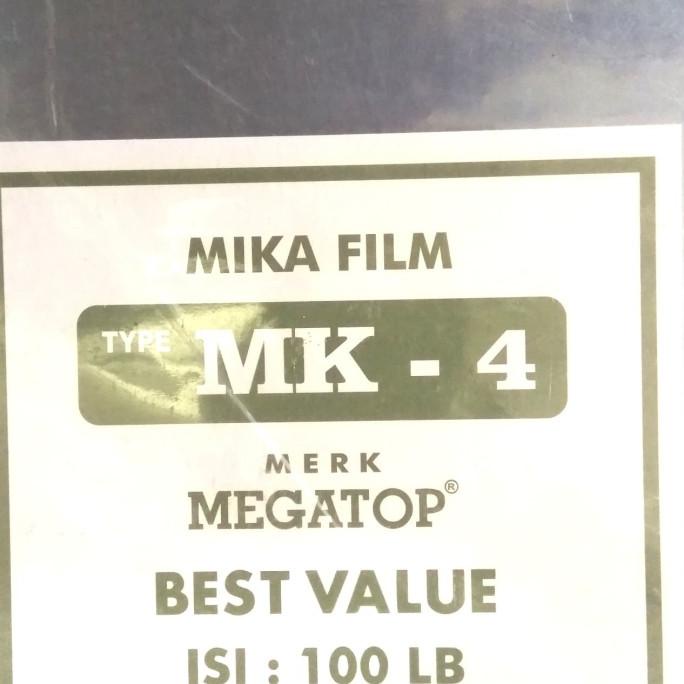 MIKA FILM
TYPE MK - 4
MERK
MEGATOP®
BEST VALUE
ISI : 100 LB